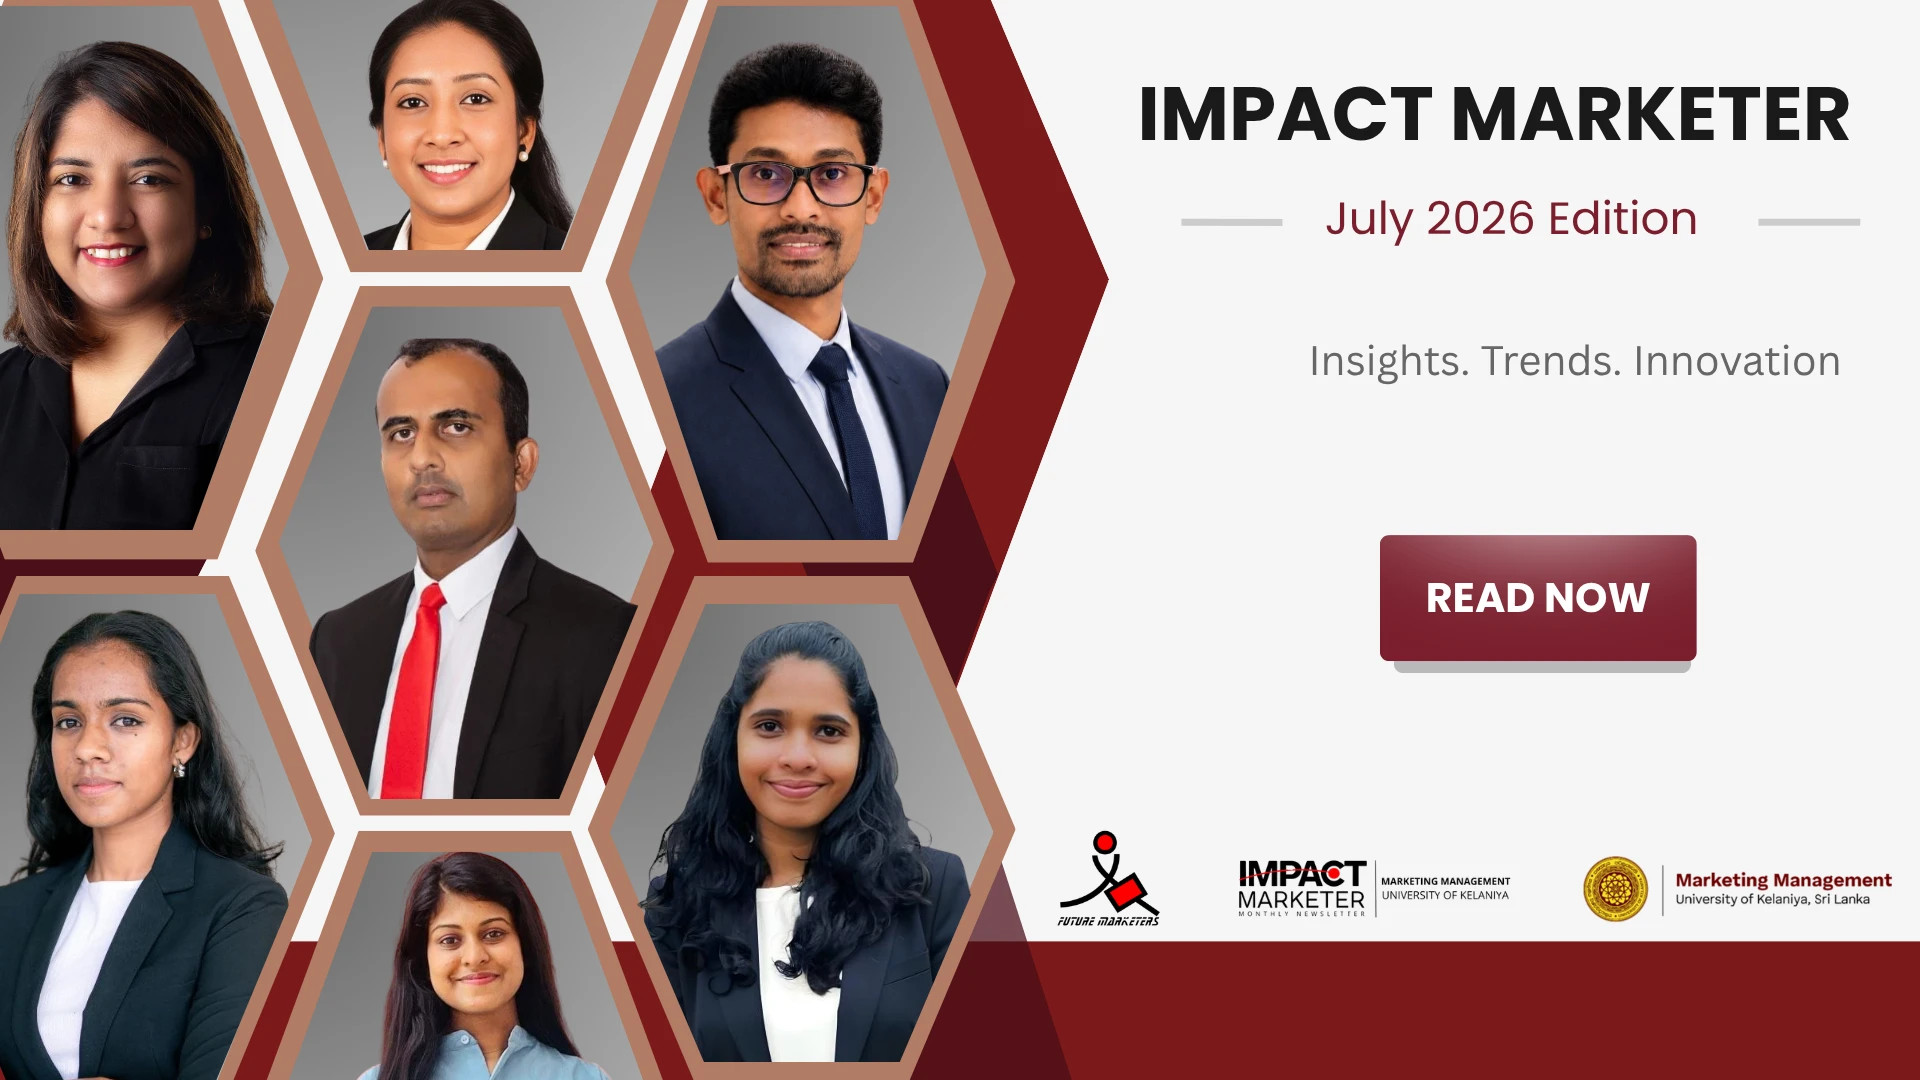 IMPACT MARKETER
July 2026 Edition
Insights. Trends. Innovation
READ NOW
FUTURE MARKETERS
IMPACT
MARKETER
MONTHLY NEWSLETTER
MARKETING MANAGEMENT
UNIVERSITY OF KELANIYA
Marketing Management
University of Kelaniya, Sri Lanka